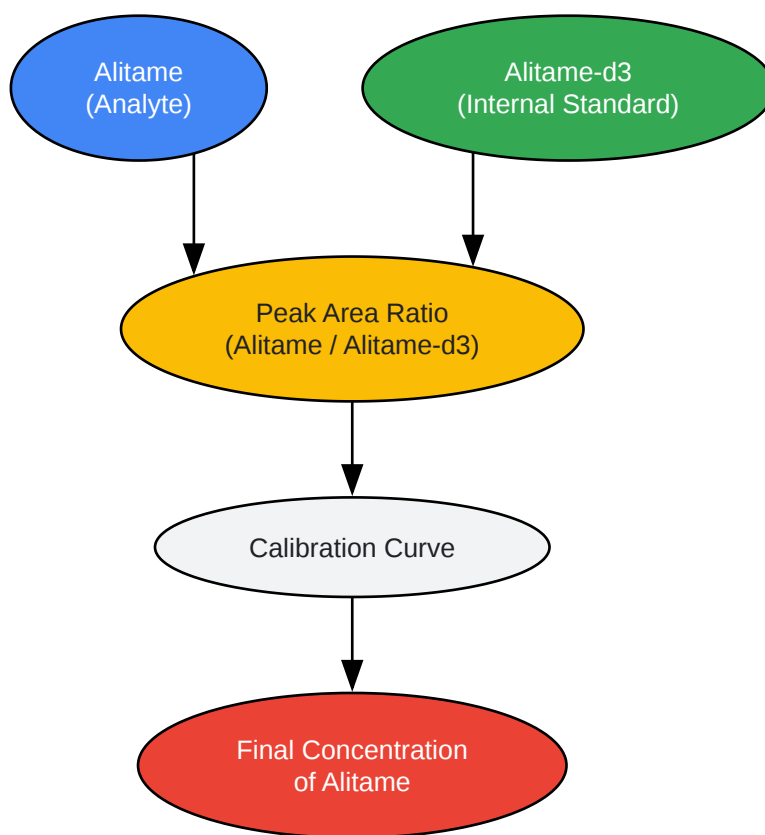 Alitame
(Analyte)
Alitame-d3
(Internal Standard)
Peak Area Ratio
(Alitame / Alitame-d3)
Calibration Curve
Final Concentration
of Alitame